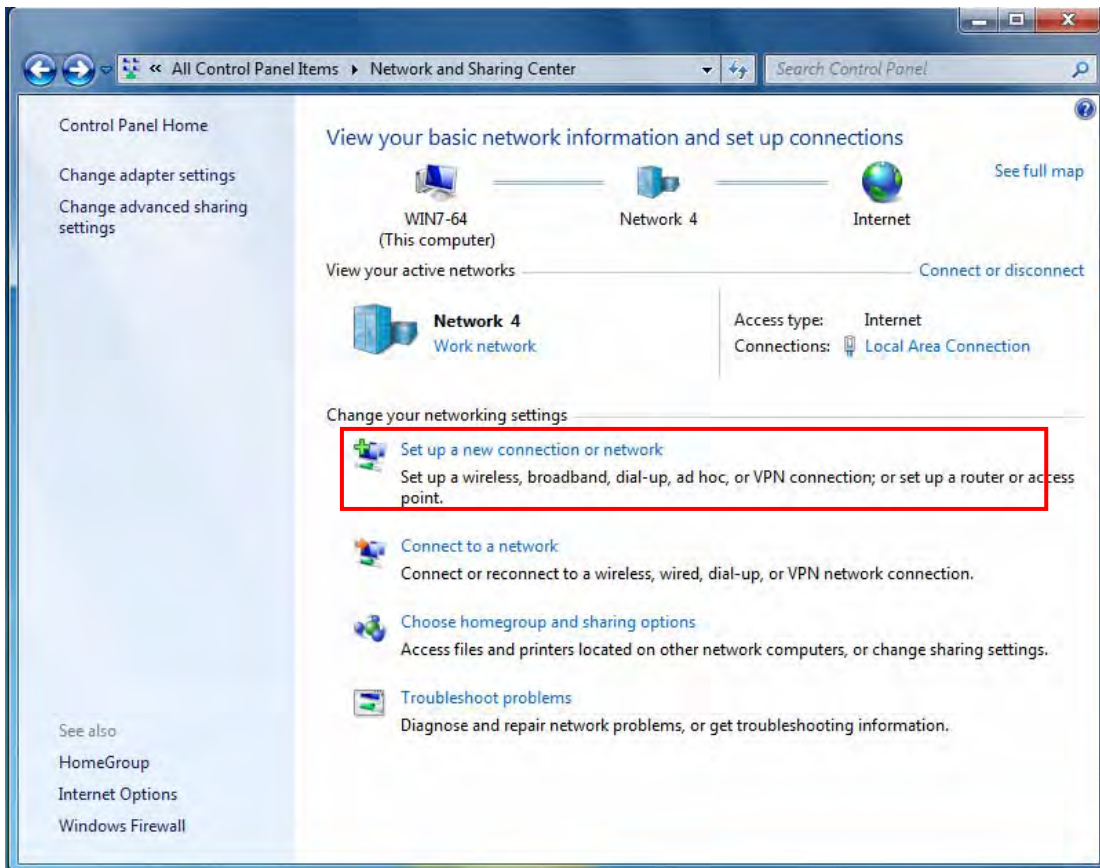 « All Control Panel Items ▸ Network and Sharing Center
Search Control Panel
Control Panel Home
Change adapter settings
Change advanced sharing
settings
View your basic network information and set up connections
See full map
WIN7-64
(This computer)
Network 4
Internet
View your active networks
Connect or disconnect
Network 4
Work network
Access type: Internet
Connections: Local Area Connection
Change your networking settings
Set up a new connection or network
Set up a wireless, broadband, dial-up, ad hoc, or VPN connection; or set up a router or access
point.
Connect to a network
Connect or reconnect to a wireless, wired, dial-up, or VPN network connection.
Choose homegroup and sharing options
Access files and printers located on other network computers, or change sharing settings.
Troubleshoot problems
Diagnose and repair network problems, or get troubleshooting information.
See also
HomeGroup
Internet Options
Windows Firewall